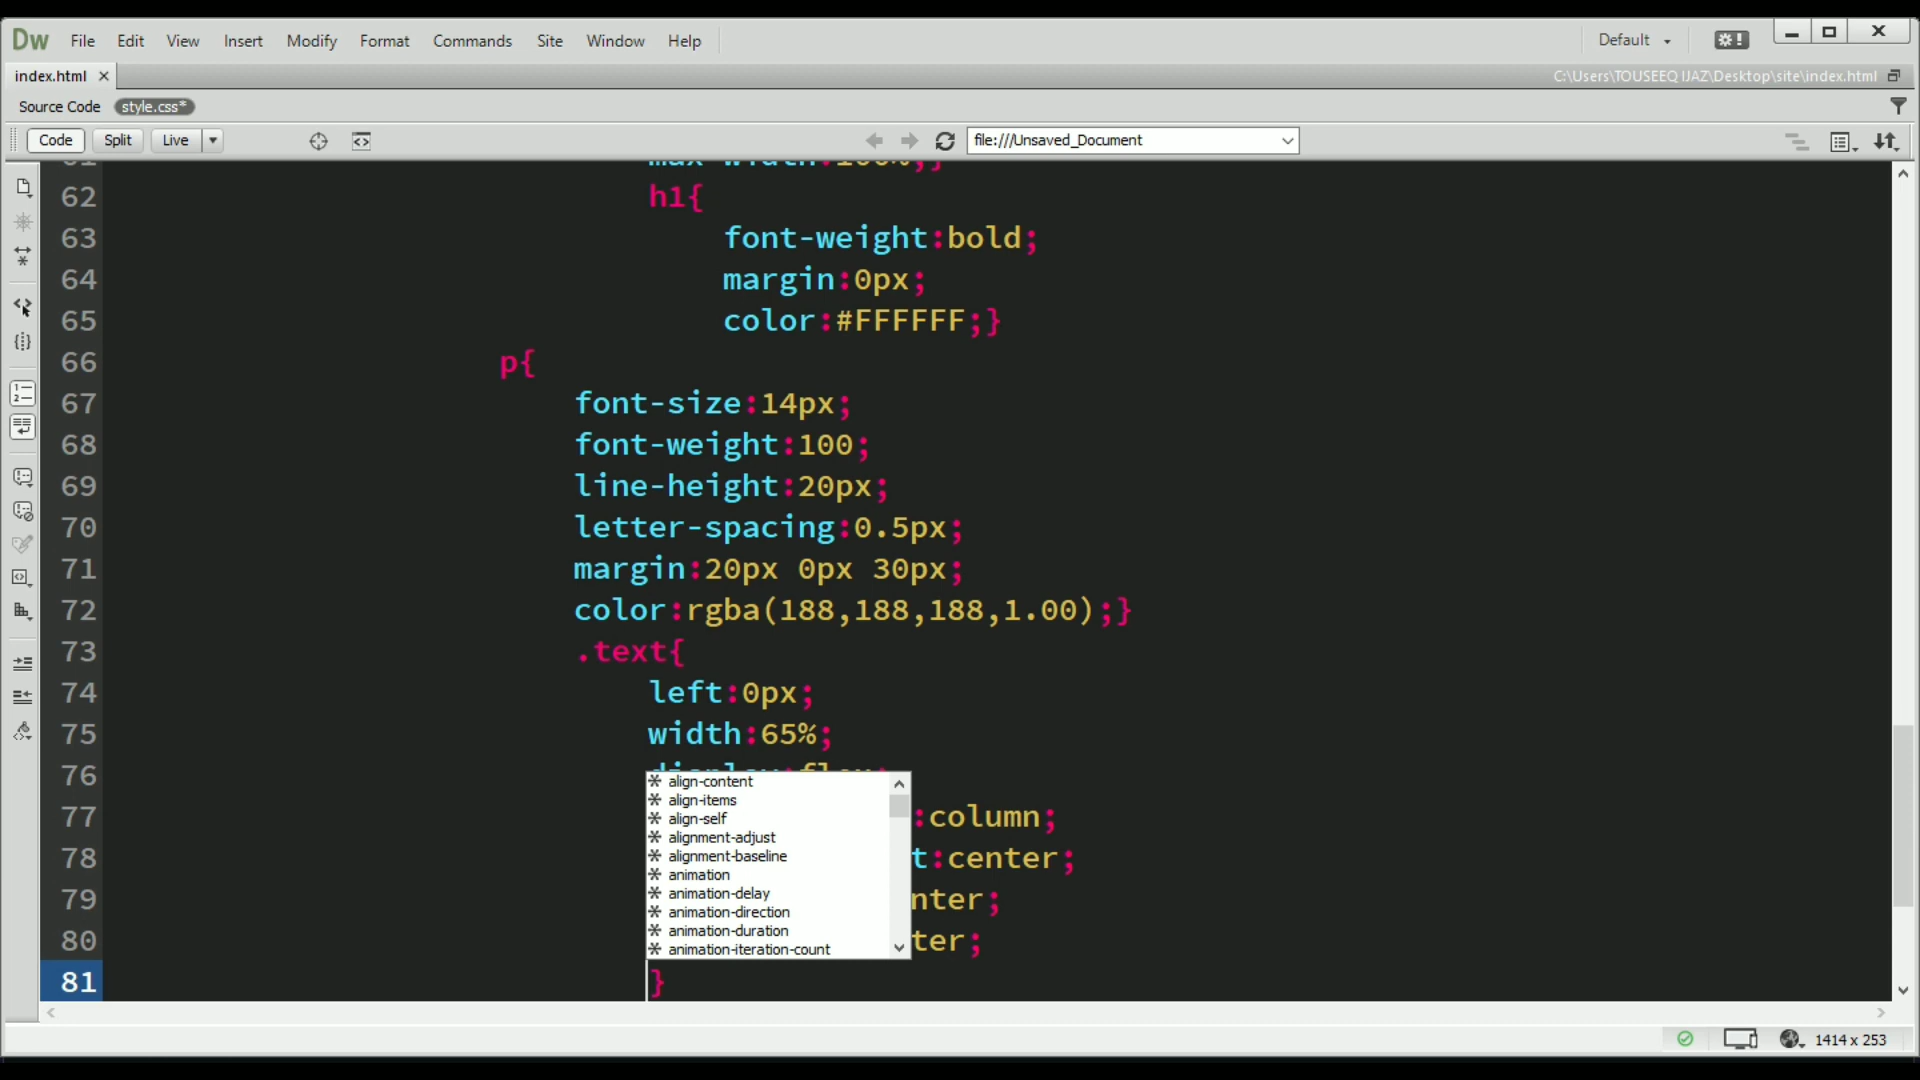 Dw File Edit View Insert Modify Format Commands Site Window Help Default
index.html C:\Users\TOUSEEQ IJAZ\Desktop\site\index.html
Source Code style.css*
Code Split Live file:///Unsaved_Document
62 h1{
63 font-weight:bold;
64 margin:0px;
65 color:#FFFFFF;}
66 p{
67 font-size:14px;
68 font-weight:100;
69 line-height:20px;
70 letter-spacing:0.5px;
71 margin:20px 0px 30px;
72 color:rgba(188,188,188,1.00);}
73 .text{
74 left:0px;
75 width:65%;
76
77 :column;
78 t:center;
79 nter;
80 ter;
81 }
align-content
align-items
align-self
alignment-adjust
alignment-baseline
animation
animation-delay
animation-direction
animation-duration
animation-iteration-count
1414 x 253